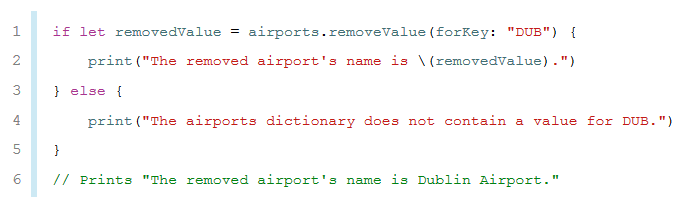 1 if let removedValue = airports.removeValue(forKey: "DUB") {
2     print("The removed airport's name is \(removedValue).")
3 } else {
4     print("The airports dictionary does not contain a value for DUB.")
5 }
6 // Prints "The removed airport's name is Dublin Airport."